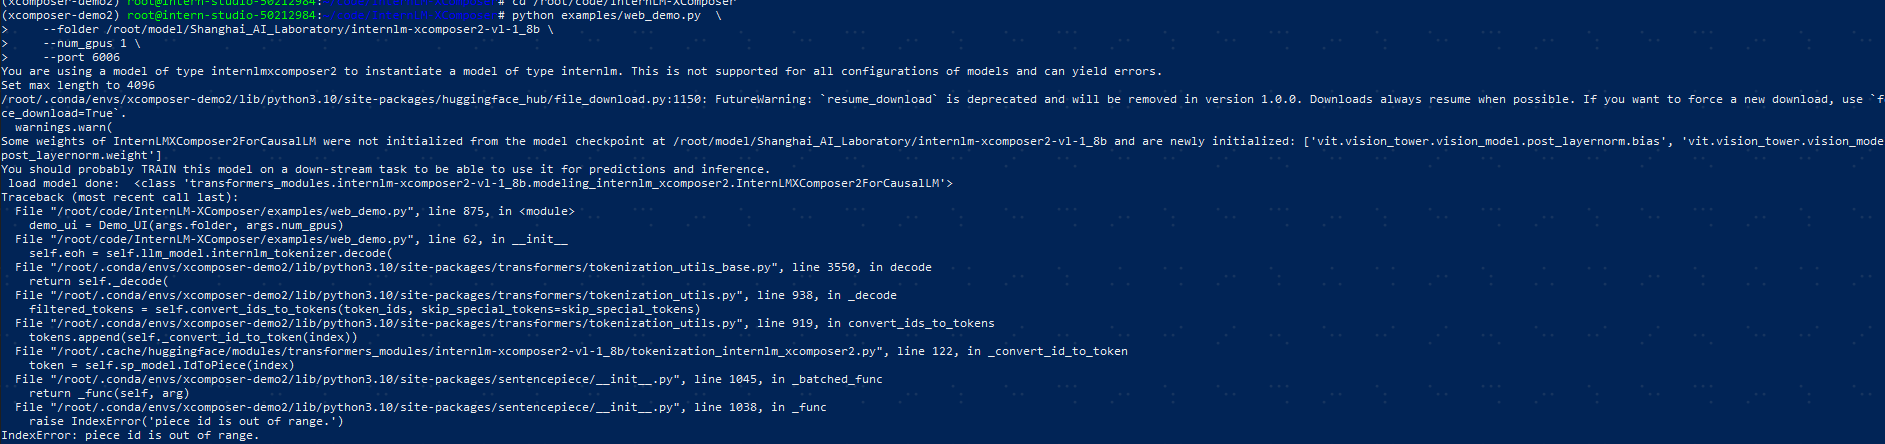 (xcomposer-demo2) root@intern-studio-50212984:~/code/InternLM-XComposer# cd /root/code/InternLM-XComposer
(xcomposer-demo2) root@intern-studio-50212984:~/code/InternLM-XComposer# python examples/web_demo.py  \
>     --folder /root/model/Shanghai_AI_Laboratory/internlm-xcomposer2-vl-1_8b \
>     --num_gpus 1 \
>     --port 6006
You are using a model of type internlmxcomposer2 to instantiate a model of type internlm. This is not supported for all configurations of models and can yield errors.
Set max length to 4096
/root/.conda/envs/xcomposer-demo2/lib/python3.10/site-packages/huggingface_hub/file_download.py:1150: FutureWarning: `resume_download` is deprecated and will be removed in version 1.0.0. Downloads always resume when possible. If you want to force a new download, use `fo
ce_download=True`.
  warnings.warn(
Some weights of InternLMXComposer2ForCausalLM were not initialized from the model checkpoint at /root/model/Shanghai_AI_Laboratory/internlm-xcomposer2-vl-1_8b and are newly initialized: ['vit.vision_tower.vision_model.post_layernorm.bias', 'vit.vision_tower.vision_mode
post_layernorm.weight']
You should probably TRAIN this model on a down-stream task to be able to use it for predictions and inference.
 load model done:  <class 'transformers_modules.internlm-xcomposer2-vl-1_8b.modeling_internlm_xcomposer2.InternLMXComposer2ForCausalLM'>
Traceback (most recent call last):
  File "/root/code/InternLM-XComposer/examples/web_demo.py", line 875, in <module>
    demo_ui = Demo_UI(args.folder, args.num_gpus)
  File "/root/code/InternLM-XComposer/examples/web_demo.py", line 62, in __init__
    self.eoh = self.llm_model.internlm_tokenizer.decode(
  File "/root/.conda/envs/xcomposer-demo2/lib/python3.10/site-packages/transformers/tokenization_utils_base.py", line 3550, in decode
    return self._decode(
  File "/root/.conda/envs/xcomposer-demo2/lib/python3.10/site-packages/transformers/tokenization_utils.py", line 938, in _decode
    filtered_tokens = self.convert_ids_to_tokens(token_ids, skip_special_tokens=skip_special_tokens)
  File "/root/.conda/envs/xcomposer-demo2/lib/python3.10/site-packages/transformers/tokenization_utils.py", line 919, in convert_ids_to_tokens
    tokens.append(self._convert_id_to_token(index))
  File "/root/.cache/huggingface/modules/transformers_modules/internlm-xcomposer2-vl-1_8b/tokenization_internlm_xcomposer2.py", line 122, in _convert_id_to_token
    token = self.sp_model.IdToPiece(index)
  File "/root/.conda/envs/xcomposer-demo2/lib/python3.10/site-packages/sentencepiece/__init__.py", line 1045, in _batched_func
    return _func(self, arg)
  File "/root/.conda/envs/xcomposer-demo2/lib/python3.10/site-packages/sentencepiece/__init__.py", line 1038, in _func
    raise IndexError('piece id is out of range.')
IndexError: piece id is out of range.